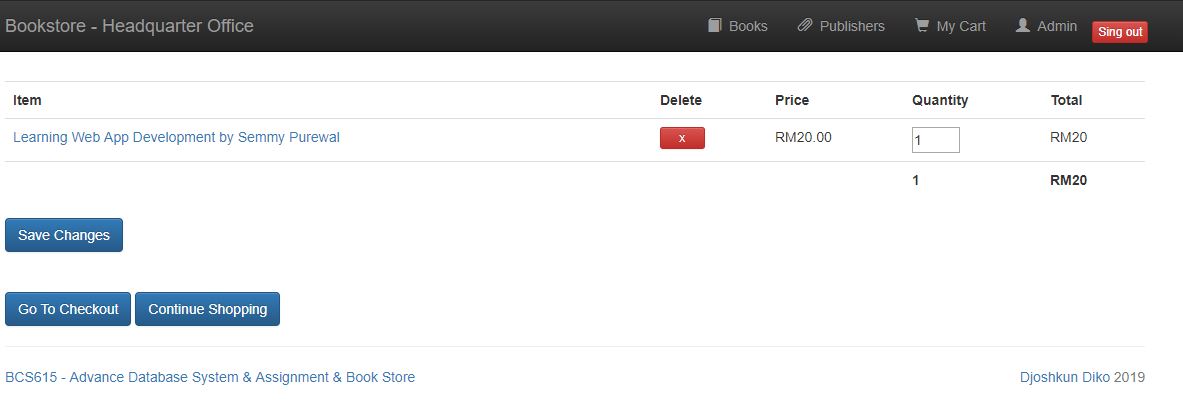 Bookstore - Headquarter Office Books Publishers My Cart Admin Sing out
Item Delete Price Quantity Total
Learning Web App Development by Semmy Purewal x RM20.00 1 RM20
1 RM20
Save Changes
Go To Checkout Continue Shopping
BCS615 - Advance Database System & Assignment & Book Store Djoshkun Diko 2019